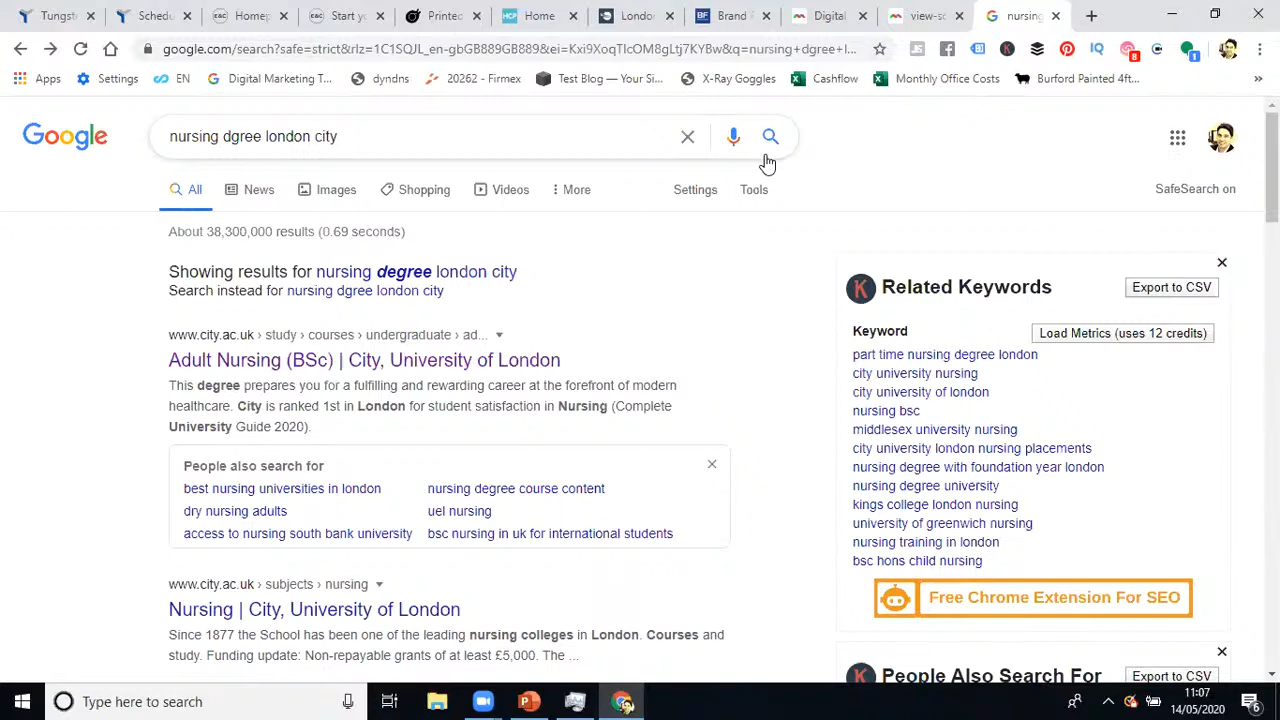 Tungst
Schedu
Homep
Start yo
Printed
Home
London
Brand F
Digital
view-sc
nursing
google.com/search?safe=strict&rlz=1C1SQJL_en-gbGB889GB889&ei=Kxi9XoqTIcOM8gLtj7KYBw&q=nursing+dgree+l...
Apps
Settings
EN
Digital Marketing T...
dyndns
20262 - Firmex
Test Blog — Your Si...
X-Ray Goggles
Cashflow
Monthly Office Costs
Burford Painted 4ft...
Google
nursing dgree london city
All
News
Images
Shopping
Videos
More
Settings
Tools
SafeSearch on
About 38,300,000 results (0.69 seconds)
Showing results for nursing degree london city
Search instead for nursing dgree london city
www.city.ac.uk › study › courses › undergraduate › ad...
Adult Nursing (BSc) | City, University of London
This degree prepares you for a fulfilling and rewarding career at the forefront of modern
healthcare. City is ranked 1st in London for student satisfaction in Nursing (Complete
University Guide 2020).
People also search for
best nursing universities in london
nursing degree course content
dry nursing adults
uel nursing
access to nursing south bank university
bsc nursing in uk for international students
www.city.ac.uk › subjects › nursing
Nursing | City, University of London
Since 1877 the School has been one of the leading nursing colleges in London. Courses and
study. Funding update: Non-repayable grants of at least £5,000. The ...
Related Keywords
Export to CSV
Keyword
Load Metrics (uses 12 credits)
part time nursing degree london
city university nursing
city university of london
nursing bsc
middlesex university nursing
city university london nursing placements
nursing degree with foundation year london
nursing degree university
kings college london nursing
university of greenwich nursing
nursing training in london
bsc hons child nursing
Free Chrome Extension For SEO
People Also Search For
Export to CSV
Type here to search
11:07
14/05/2020